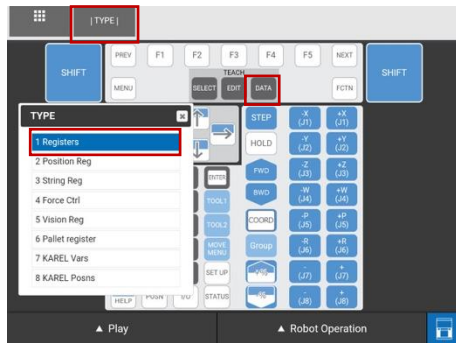 | TYPE |
SHIFT
PREV
F1
F2
F3
F4
F5
NEXT
SHIFT
MENU
TEACH
SELECT
EDIT
DATA
FCTN
TYPE
1 Registers
2 Position Reg
3 String Reg
4 Force Ctrl
5 Vision Reg
6 Pallet register
7 KAREL Vars
8 KAREL Posns
STEP
-X
(J1)
+X
(J1)
HOLD
-Y
(J2)
+Y
(J2)
ENTER
FWD
-Z
(J3)
+Z
(J3)
TOOL1
BWD
-W
(J4)
+W
(J4)
TOOL2
COORD
-P
(J5)
+P
(J5)
MOVE
MENU
Group
-R
(J6)
+R
(J6)
SET UP
+%
-
(J7)
+
(J7)
HELP
POSN
I/O
STATUS
-%
-
(J8)
+
(J8)
▲ Play
▲ Robot Operation